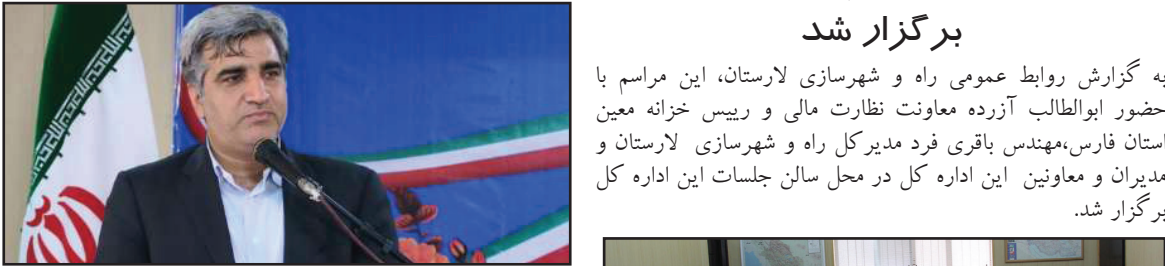 برگزار شد
به گزارش روابط عمومی راه و شهرسازی لارستان، این مراسم با
حضور ابوالطالب آزرده معاونت نظارت مالی و رییس خزانه معین
استان فارس،مهندس باقری فرد مدیرکل راه و شهرسازی لارستان و
مدیران و معاونین این اداره کل در محل سالن جلسات این اداره کل
برگزار شد.